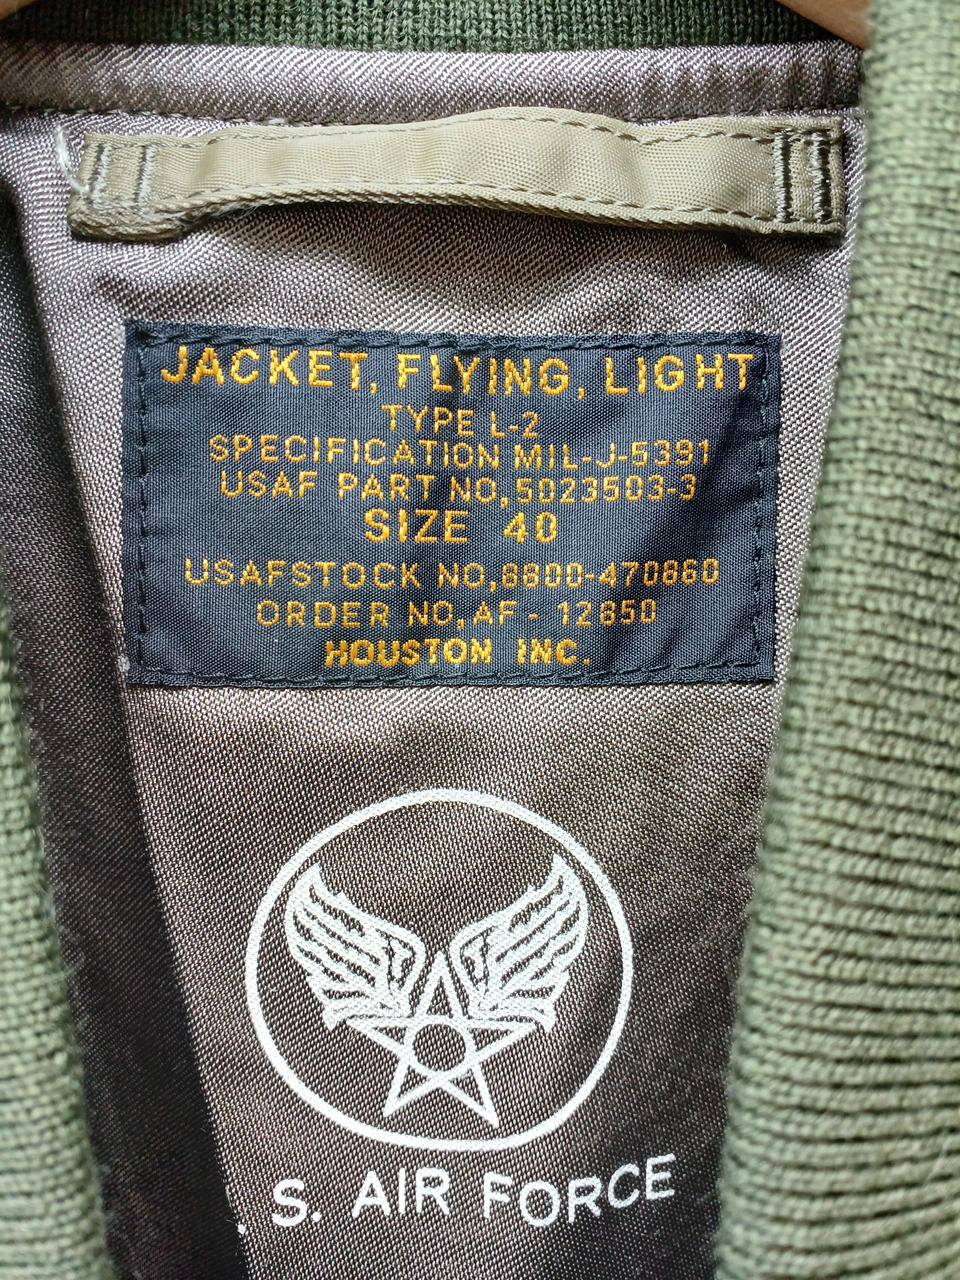 JACKET, FLYING, LIGHT
TYPE L-2
SPECIFICATION MIL-J-5391
USAF PART NO,5023503-3
SIZE 40
USAFSTOCK NO,8800-470860
ORDER NO, AF - 12850
HOUSTON INC.
. S. AIR FORCE